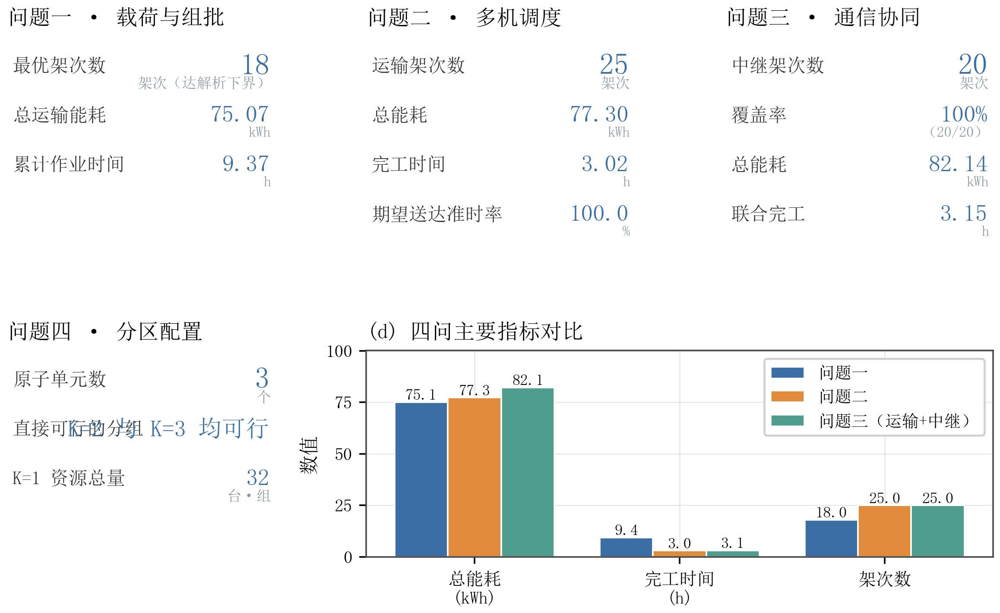 问题一 • 载荷与组批
最优架次数
18
架次（达解析下界）
总运输能耗
75.07
kWh
累计作业时间
9.37
h
问题二 • 多机调度
运输架次数
25
架次
总能耗
77.30
kWh
完工时间
3.02
h
期望送达准时率
100.0
%
问题三 • 通信协同
中继架次数
20
架次
覆盖率
100%
（20/20）
总能耗
82.14
kWh
联合完工
3.15
h
问题四 • 分区配置
原子单元数
3
个
直接可行的分组
K=2 与 K=3 均可行
K=1 资源总量
32
台·组
(d) 四问主要指标对比
数值
100
75
50
25
0
75.1
77.3
82.1
9.4
3.0
3.1
18.0
25.0
25.0
问题一
问题二
问题三（运输+中继）
总能耗
(kWh)
完工时间
(h)
架次数